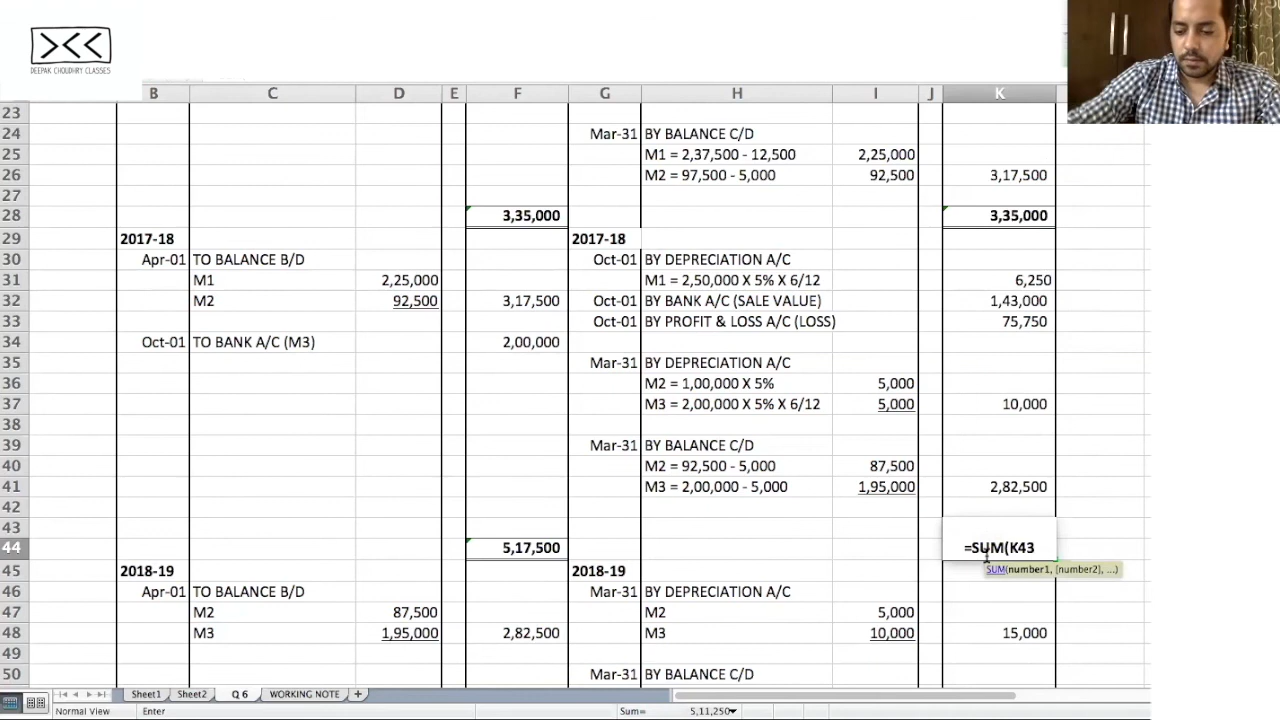 DEEPAK CHOUDHRY CLASSES
B C D E F G H I J K
23
24 Mar-31 BY BALANCE C/D
25 M1 = 2,37,500 - 12,500 2,25,000
26 M2 = 97,500 - 5,000 92,500 3,17,500
27
28 3,35,000 3,35,000
29 2017-18 2017-18
30 Apr-01 TO BALANCE B/D Oct-01 BY DEPRECIATION A/C
31 M1 2,25,000 M1 = 2,50,000 X 5% X 6/12 6,250
32 M2 92,500 3,17,500 Oct-01 BY BANK A/C (SALE VALUE) 1,43,000
33 Oct-01 BY PROFIT & LOSS A/C (LOSS) 75,750
34 Oct-01 TO BANK A/C (M3) 2,00,000
35 Mar-31 BY DEPRECIATION A/C
36 M2 = 1,00,000 X 5% 5,000
37 M3 = 2,00,000 X 5% X 6/12 5,000 10,000
38
39 Mar-31 BY BALANCE C/D
40 M2 = 92,500 - 5,000 87,500
41 M3 = 2,00,000 - 5,000 1,95,000 2,82,500
42
43
44 5,17,500 =SUM(K43
SUM(number1, [number2], ...)
45 2018-19 2018-19
46 Apr-01 TO BALANCE B/D Mar-31 BY DEPRECIATION A/C
47 M2 87,500 M2 5,000
48 M3 1,95,000 2,82,500 M3 10,000 15,000
49
50 Mar-31 BY BALANCE C/D
Sheet1 Sheet2 Q 6 WORKING NOTE +
Normal View Enter Sum= 5,11,250